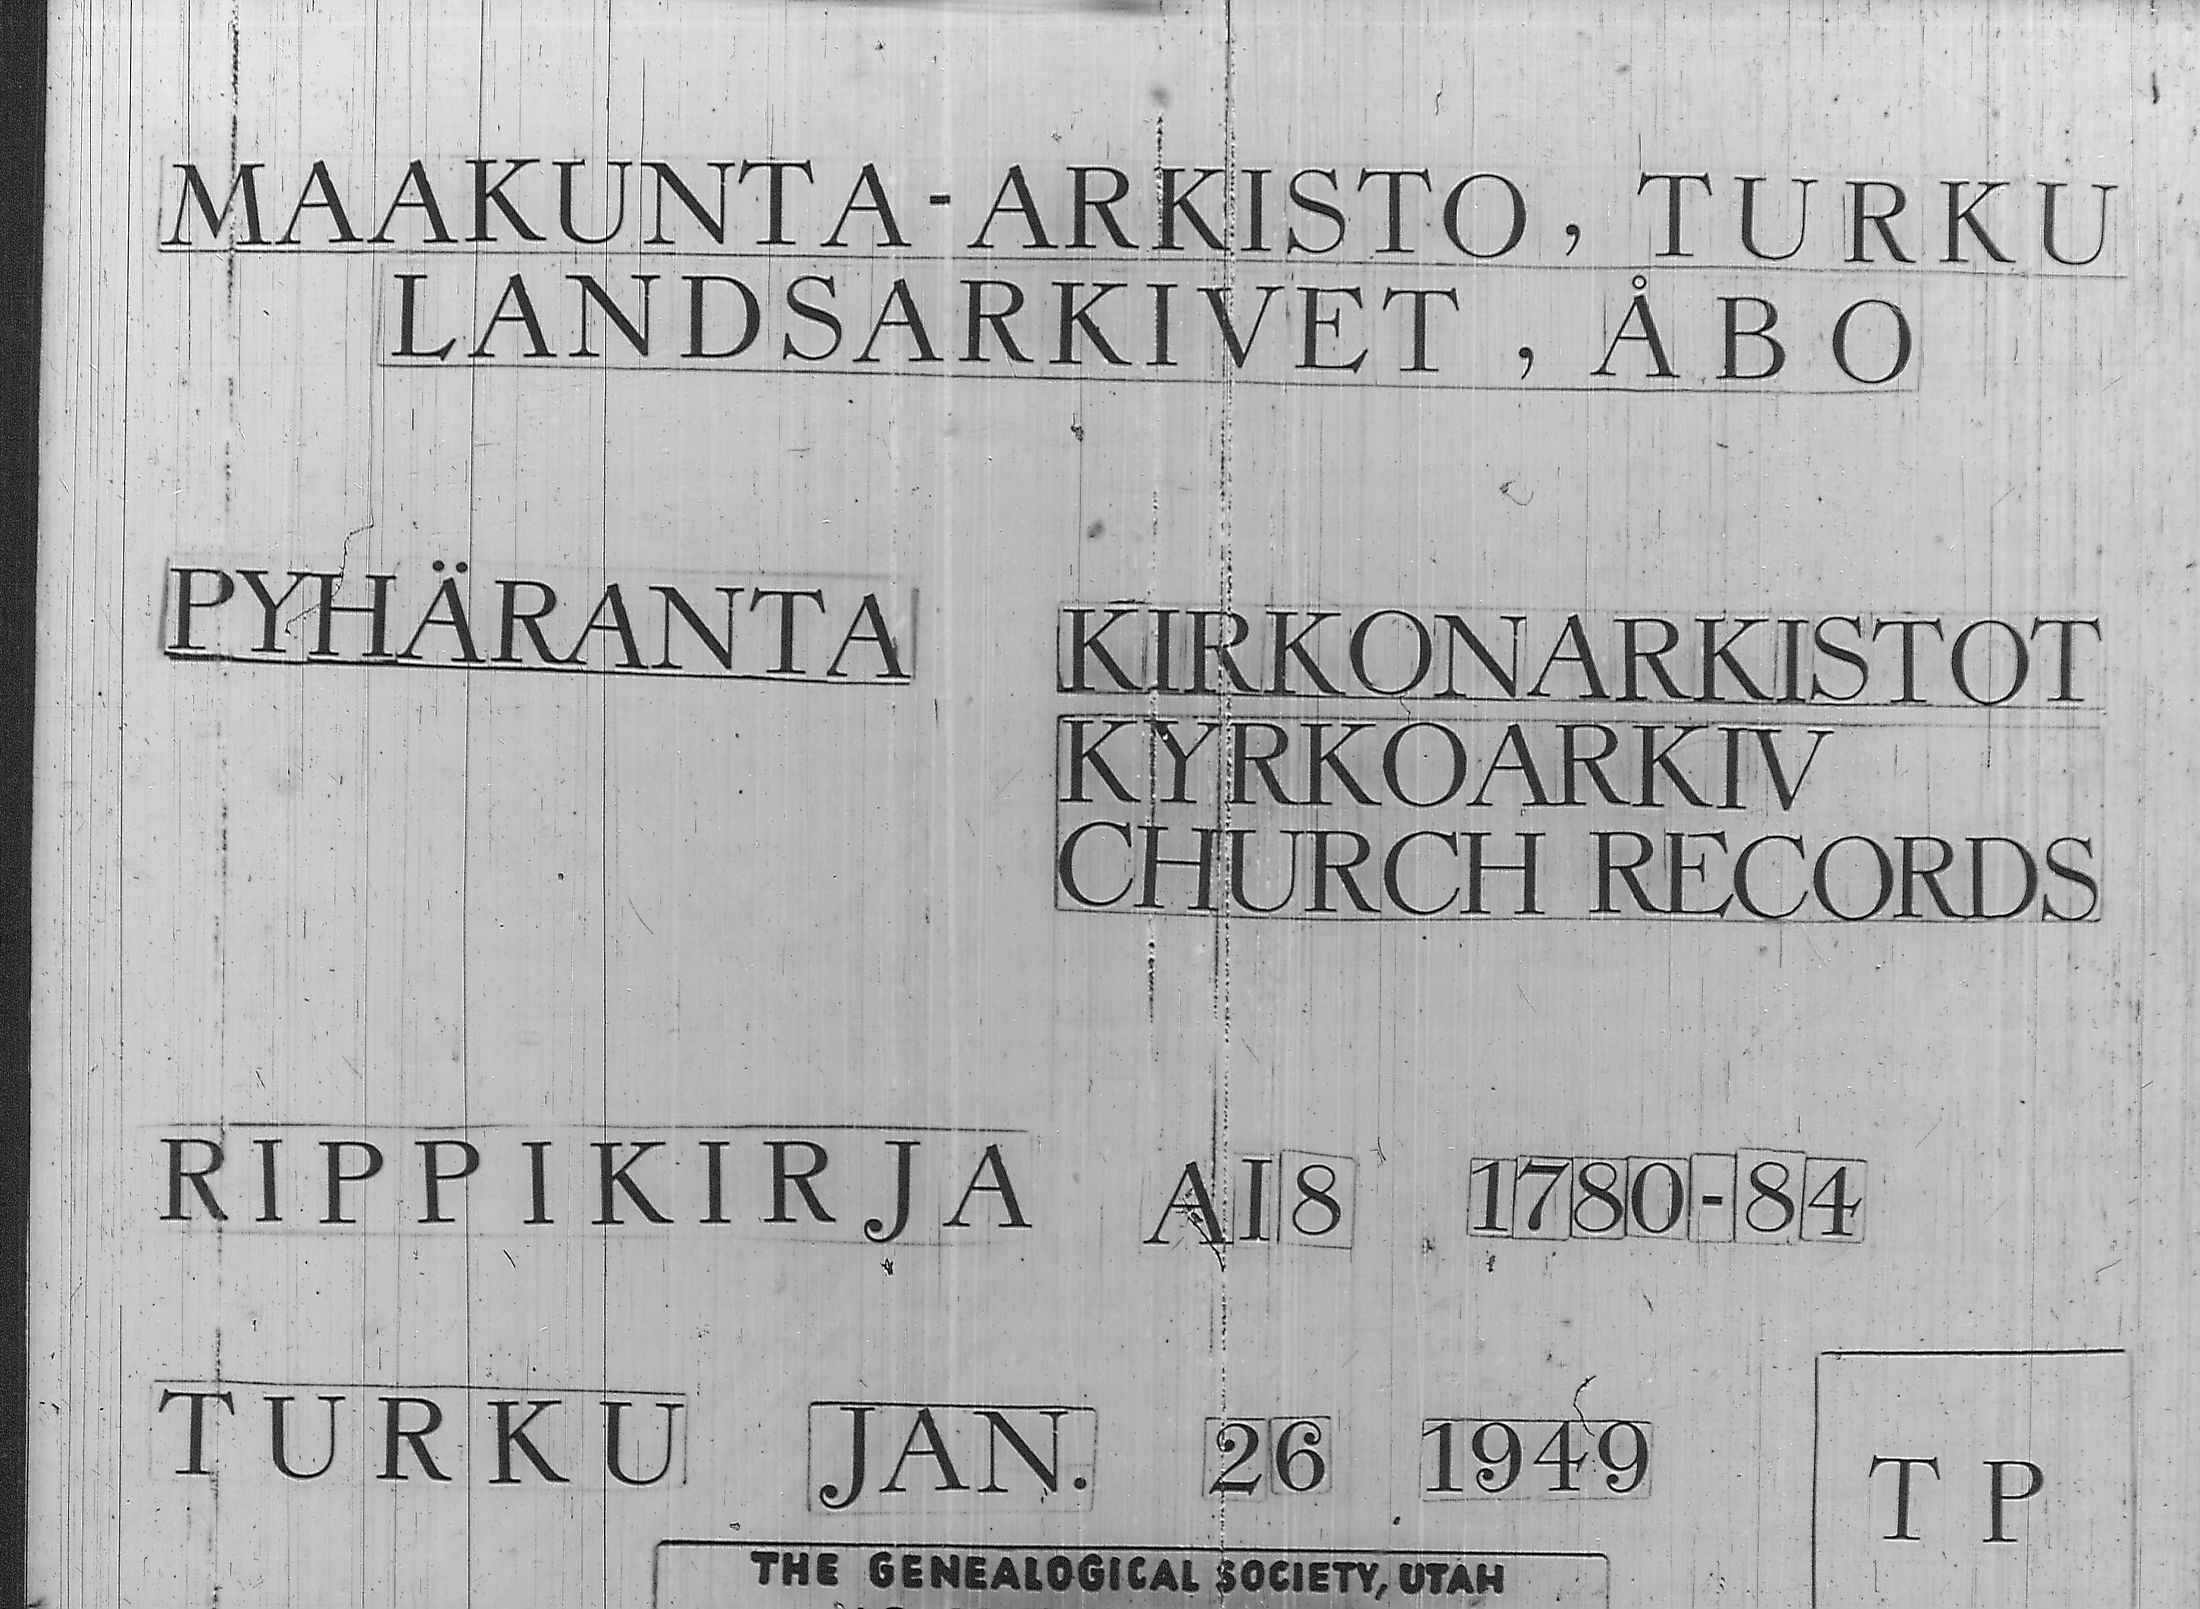 MAAKUNTA-ARKISTO, TURKU
LANDSARKIVET, ÅBO
PYHÄRANTA
KIRKONARKISTOT
KYRKOARKIV
CHURCH RECORDS
RIPPIKIRJA AI8 1780-84
TURKU JAN. 26 1949
TP
THE GENEALOGICAL SOCIETY, UTAH